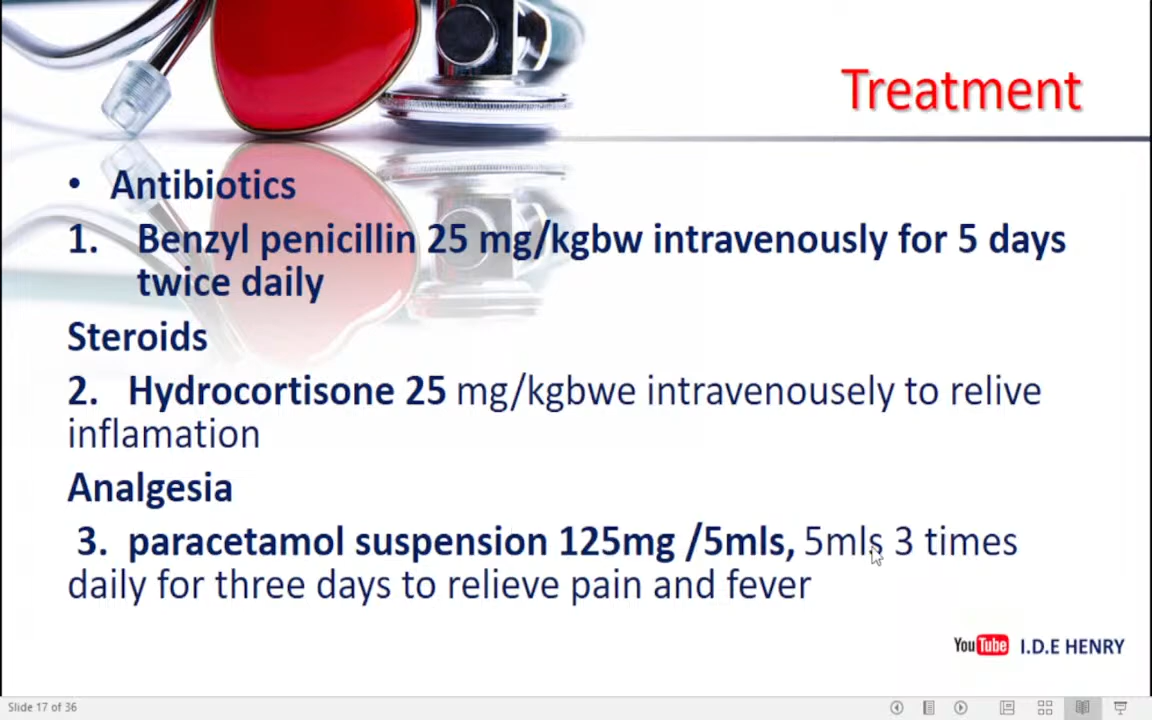 Treatment
• Antibiotics
1. Benzyl penicillin 25 mg/kgbw intravenously for 5 days
twice daily
Steroids
2. Hydrocortisone 25 mg/kgbwe intravenousely to relive
inflamation
Analgesia
3. paracetamol suspension 125mg /5mls, 5mls 3 times
daily for three days to relieve pain and fever
YouTube I.D.E HENRY
Slide 17 of 36